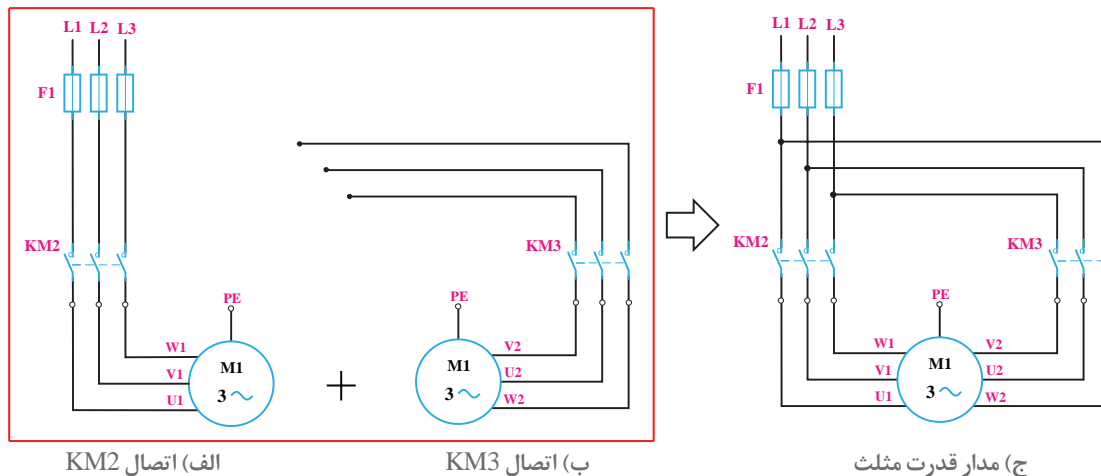 L1 L2 L3
F1
KM2
PE
W1
V1
U1
M1
3
KM3
PE
M1
3
V2
U2
W2
L1 L2 L3
F1
KM2
KM3
PE
W1
V1
U1
M1
3
V2
U2
W2
الف) اتصال KM2
ب) اتصال KM3
ج) مدار قدرت مثلث